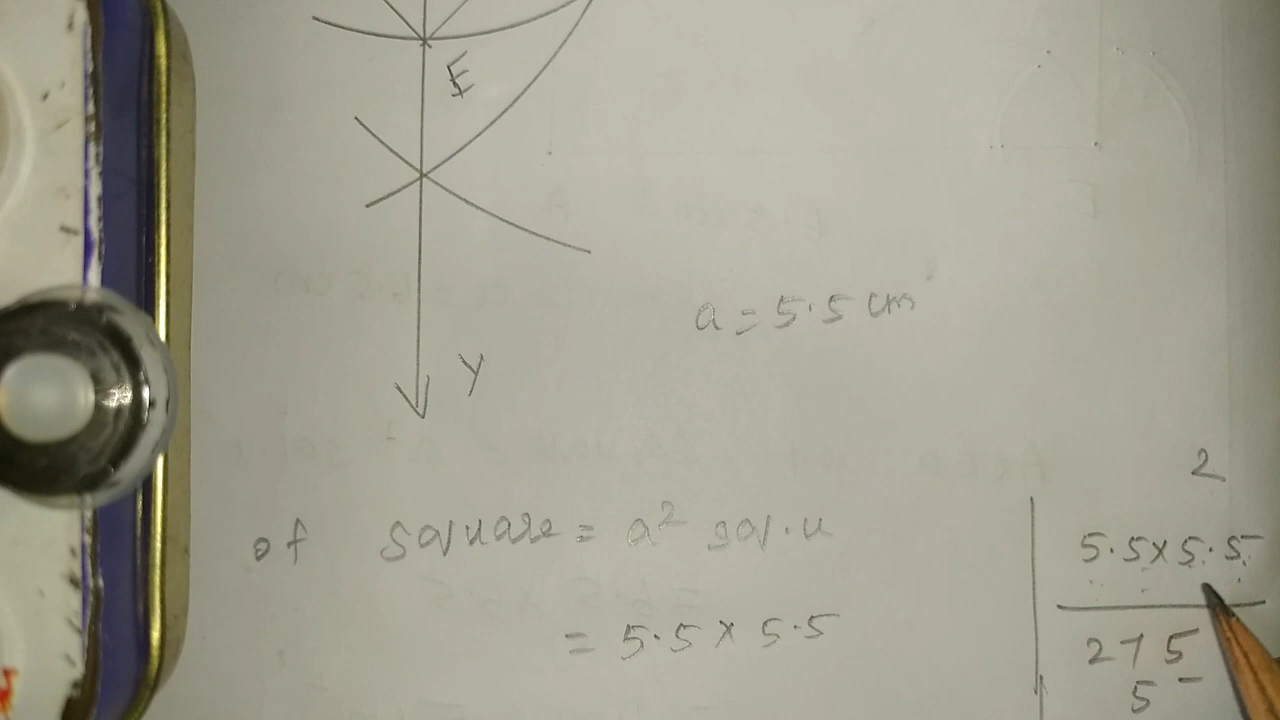 E
a = 5.5 cm
Y
2
of square = a² sq.u
5.5 x 5.5
= 5.5 x 5.5
275
5 -